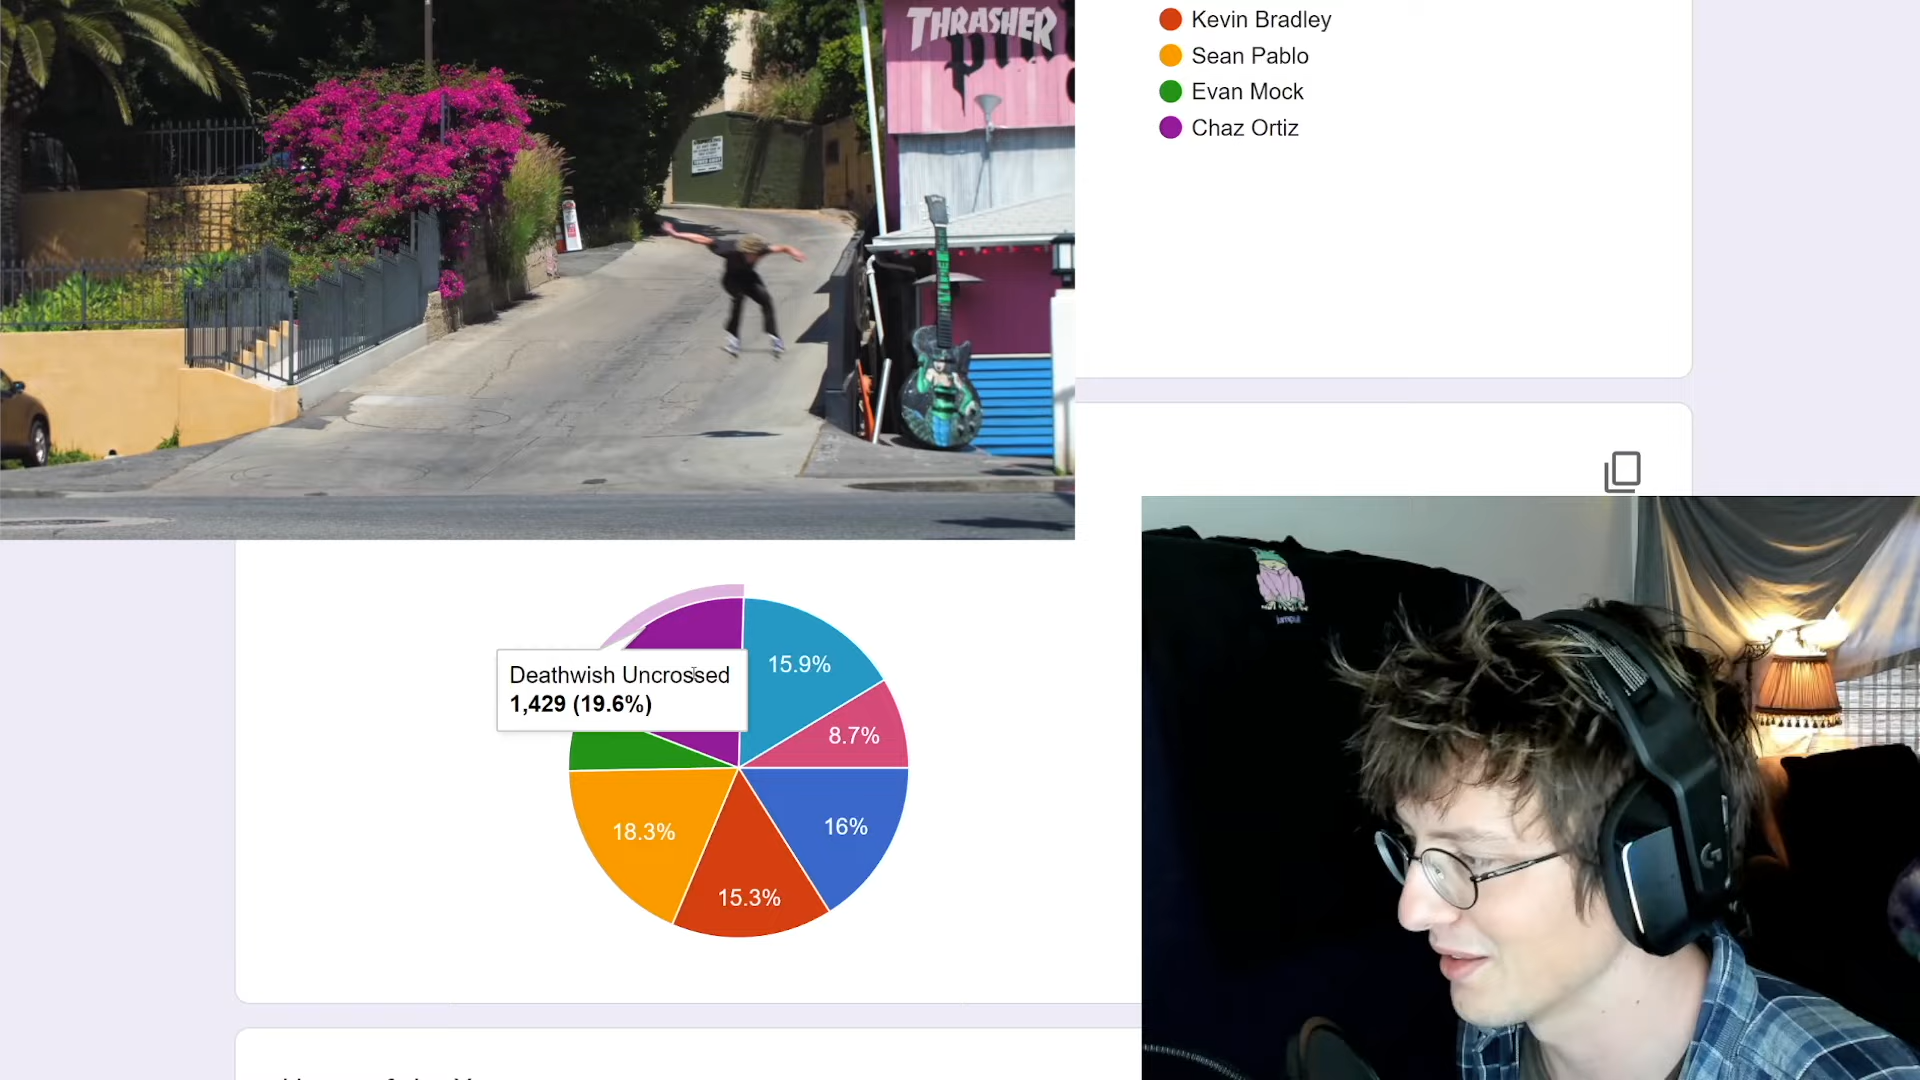 THRASHER
Kevin Bradley
Sean Pablo
Evan Mock
Chaz Ortiz
Deathwish Uncrossed
1,429 (19.6%)
15.9%
8.7%
18.3%
16%
15.3%